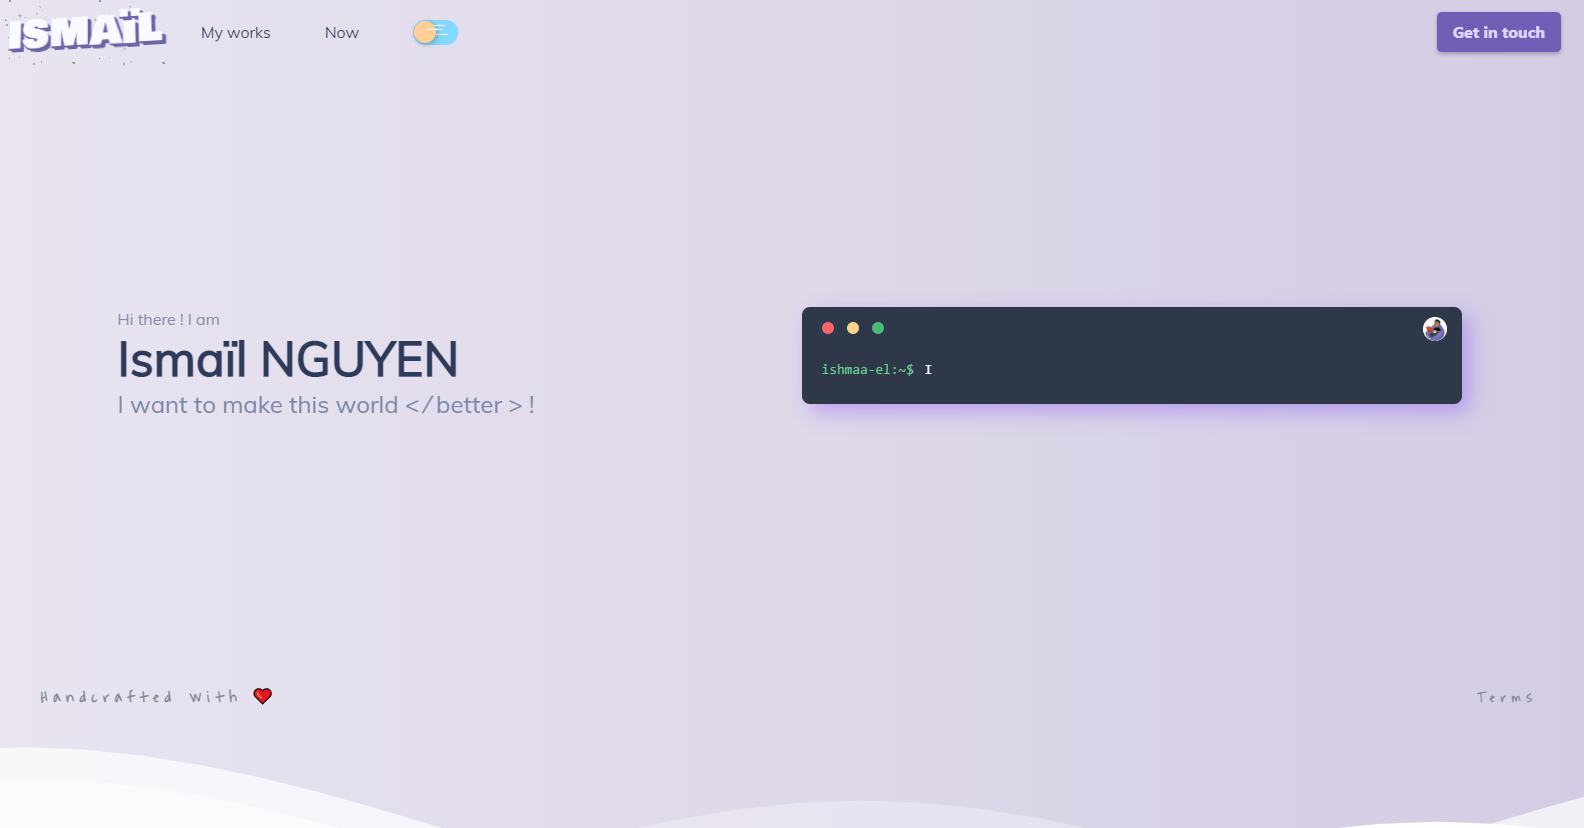 ISMAïL
My works
Now
Get in touch
Hi there ! I am
Ismaïl NGUYEN
I want to make this world </better > !
ishmaa-el:~$
Handcrafted with
Terms